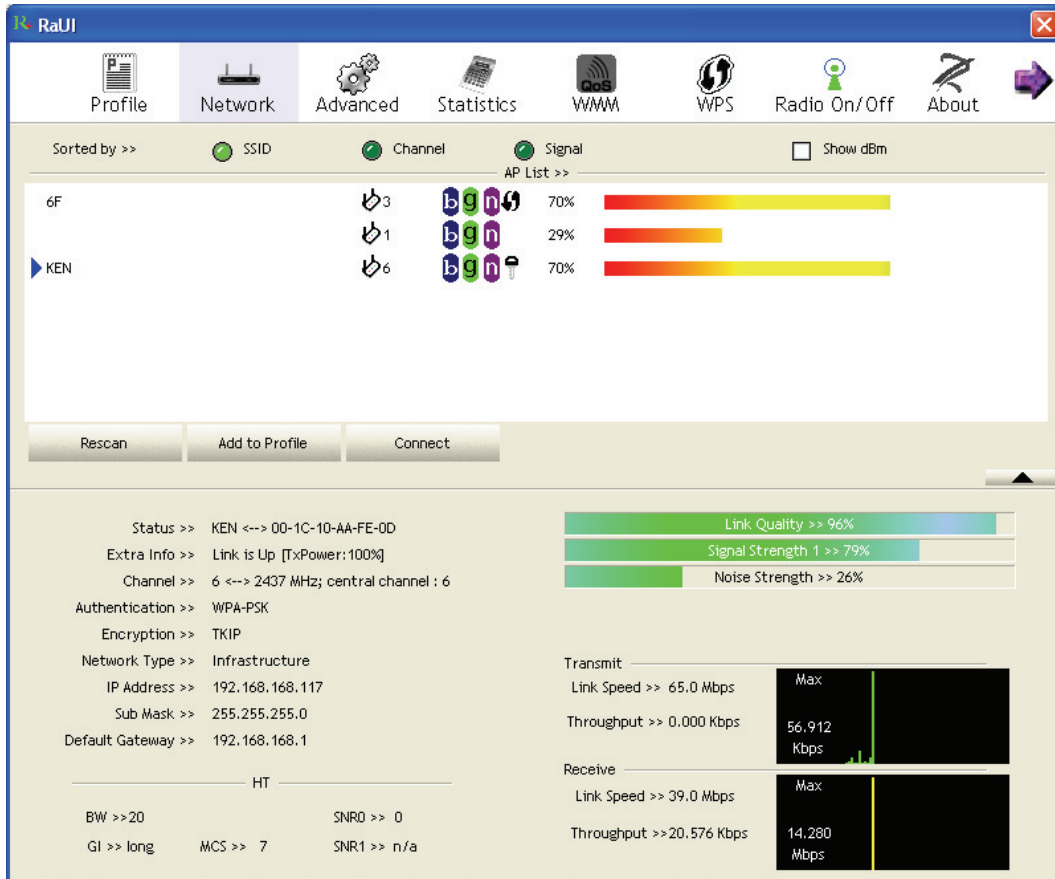 RaUI
Profile Network Advanced Statistics QoS WMM WPS Radio On/Off About
Sorted by >> SSID Channel Signal Show dBm
AP List >>
6F 3 b g n 70%
1 b g n 29%
KEN 6 b g n 70%
Rescan Add to Profile Connect
Status >> KEN <--> 00-1C-10-AA-FE-0D
Extra Info >> Link is Up [TxPower:100%]
Channel >> 6 <--> 2437 MHz; central channel : 6
Authentication >> WPA-PSK
Encryption >> TKIP
Network Type >> Infrastructure
IP Address >> 192.168.168.117
Sub Mask >> 255.255.255.0
Default Gateway >> 192.168.168.1
HT
BW >>20 SNR0 >> 0
GI >> long MCS >> 7 SNR1 >> n/a
Link Quality >> 96%
Signal Strength 1 >> 79%
Noise Strength >> 26%
Transmit
Link Speed >> 65.0 Mbps
Throughput >> 0.000 Kbps
Max
56.912
Kbps
Receive
Link Speed >> 39.0 Mbps
Throughput >>20.576 Kbps
Max
14.280
Mbps